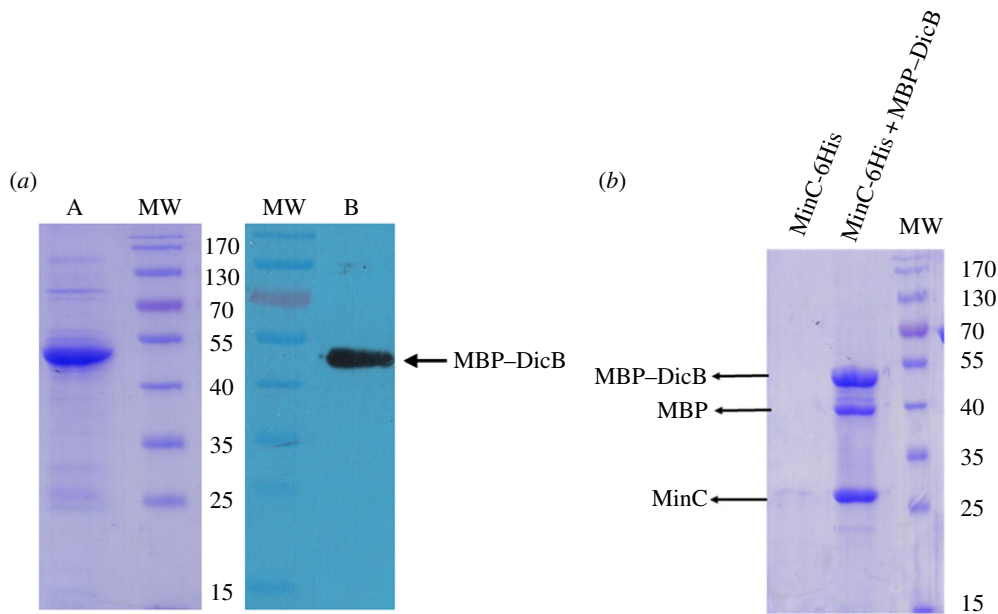 (a)
A
MW
MW
B
170
130
70
55
40
35
25
15
MBP–DicB
(b)
MinC-6His
MinC-6His + MBP–DicB
MW
MBP–DicB
MBP
MinC
170
130
70
55
40
35
25
15